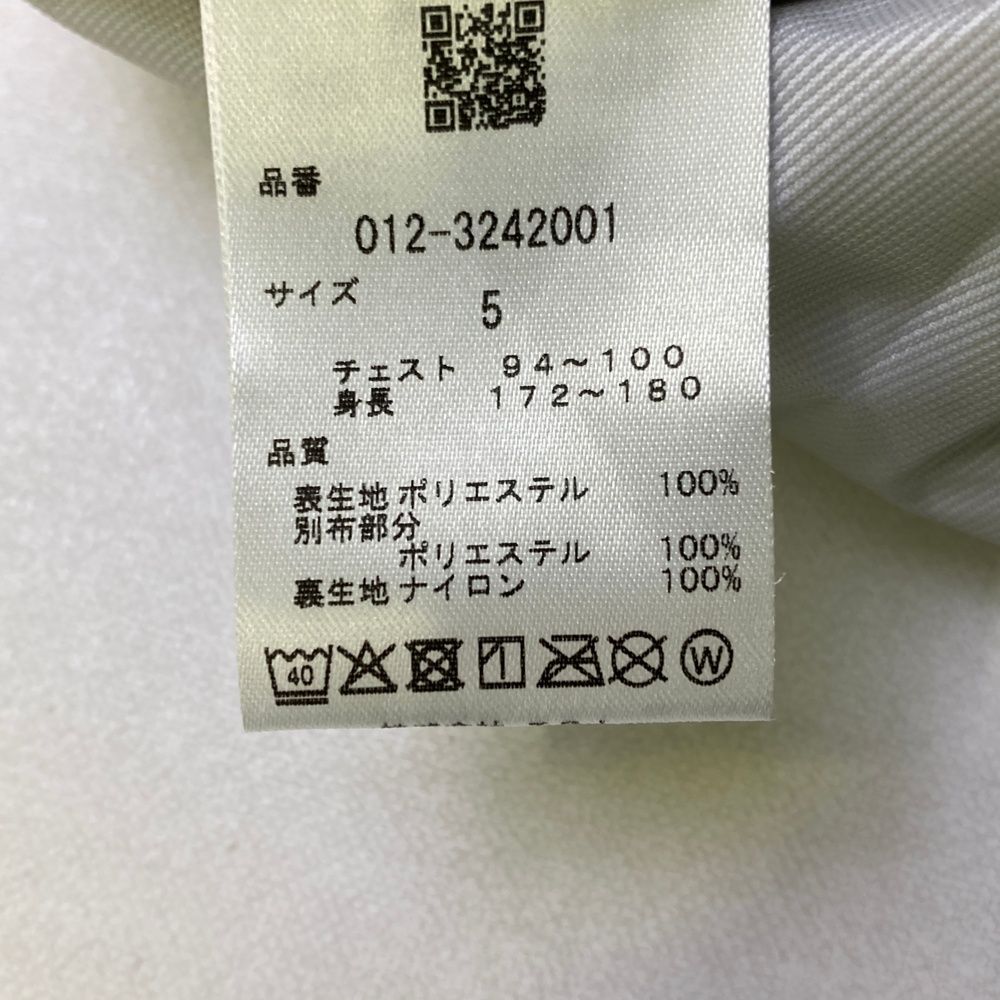 品番
012-3242001
サイズ
5
チェスト 94～100
身長 172～180
品質
表生地 ポリエステル 100%
別布部分
ポリエステル 100%
裏生地 ナイロン 100%
40
W